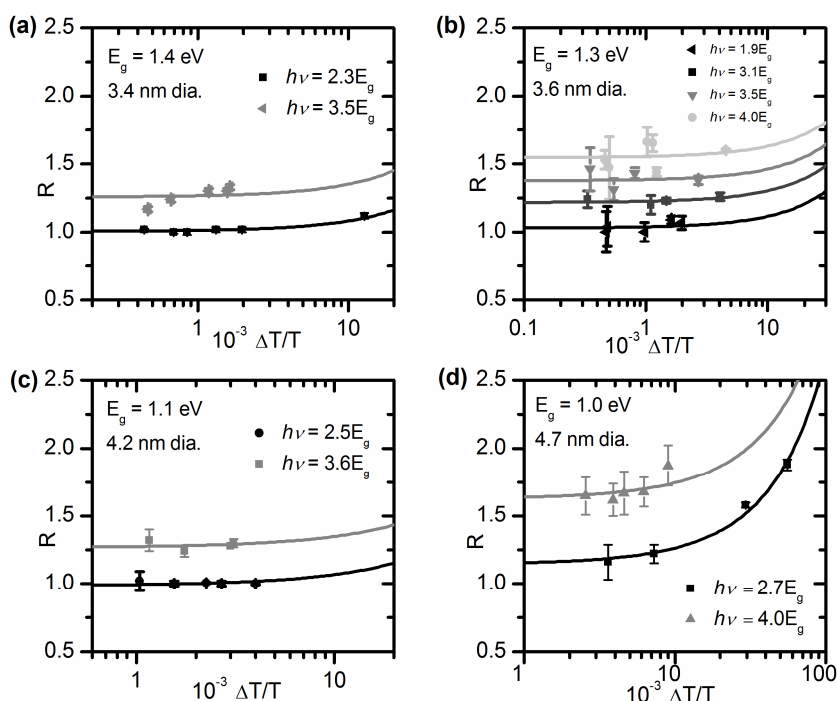 (a)
2.5
2.0
1.5
1.0
0.5
R
E_g = 1.4 eV
3.4 nm dia.
hν = 2.3E_g
hν = 3.5E_g
1
10
10^-3 ΔT/T
(b)
2.5
2.0
1.5
1.0
0.5
R
E_g = 1.3 eV
3.6 nm dia.
hν = 1.9E_g
hν = 3.1E_g
hν = 3.5E_g
hν = 4.0E_g
0.1
1
10
10^-3 ΔT/T
(c)
2.5
2.0
1.5
1.0
0.5
R
E_g = 1.1 eV
4.2 nm dia.
hν = 2.5E_g
hν = 3.6E_g
1
10
10^-3 ΔT/T
(d)
2.5
2.0
1.5
1.0
0.5
R
E_g = 1.0 eV
4.7 nm dia.
hν = 2.7E_g
hν = 4.0E_g
1
10
100
10^-3 ΔT/T